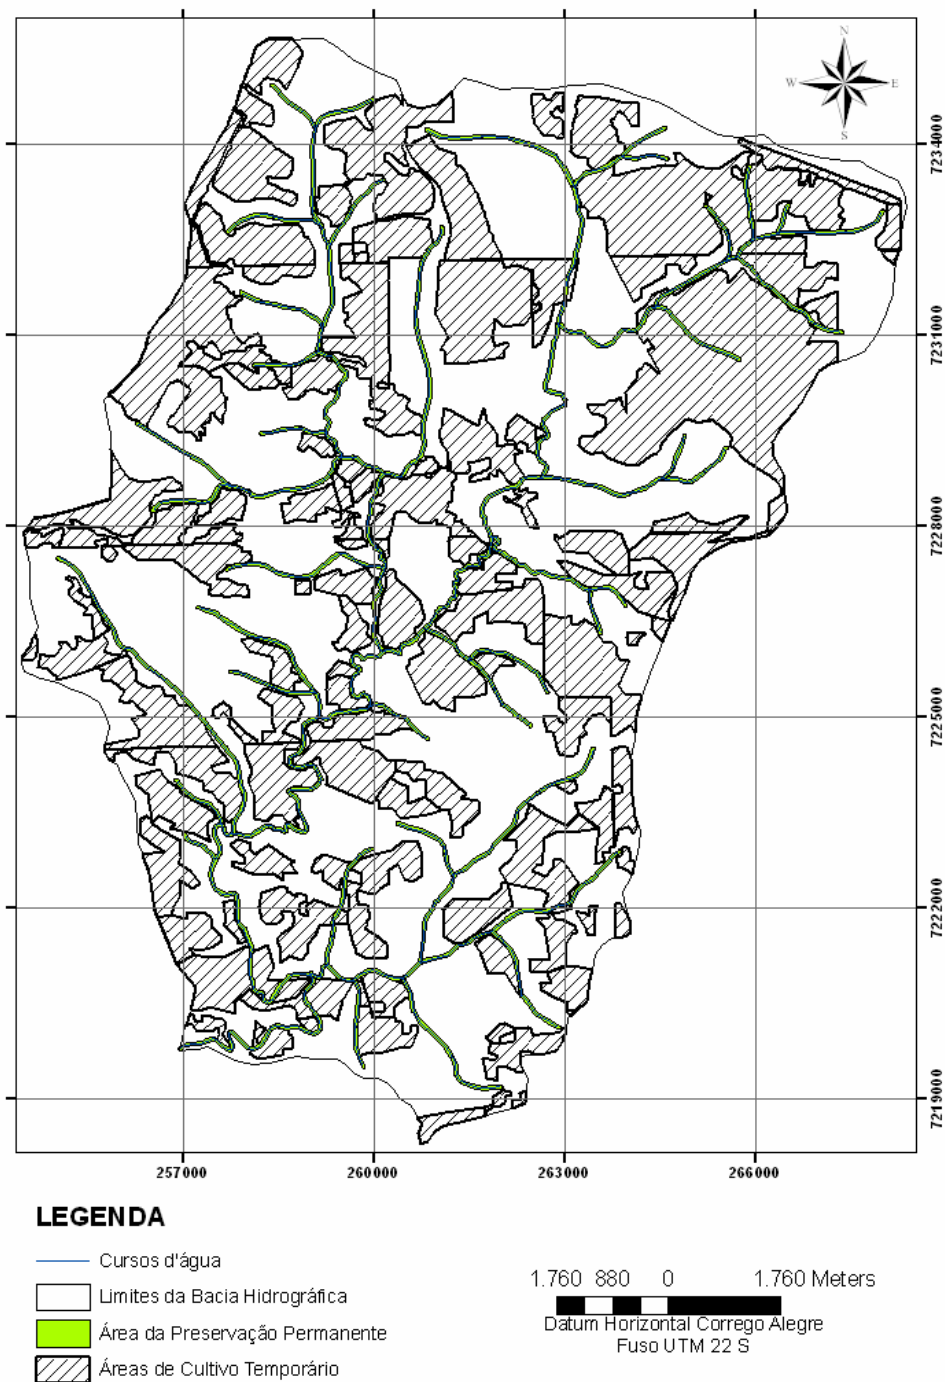 N
W E
S
7234000
7231000
7228000
7225000
7222000
7219000
257000 260000 263000 266000
LEGENDA
Cursos d'água
Limites da Bacia Hidrográfica
Área da Preservação Permanente
Áreas de Cultivo Temporário
1.760 880 0 1.760 Meters
Datum Horizontal Corrego Alegre
Fuso UTM 22 S